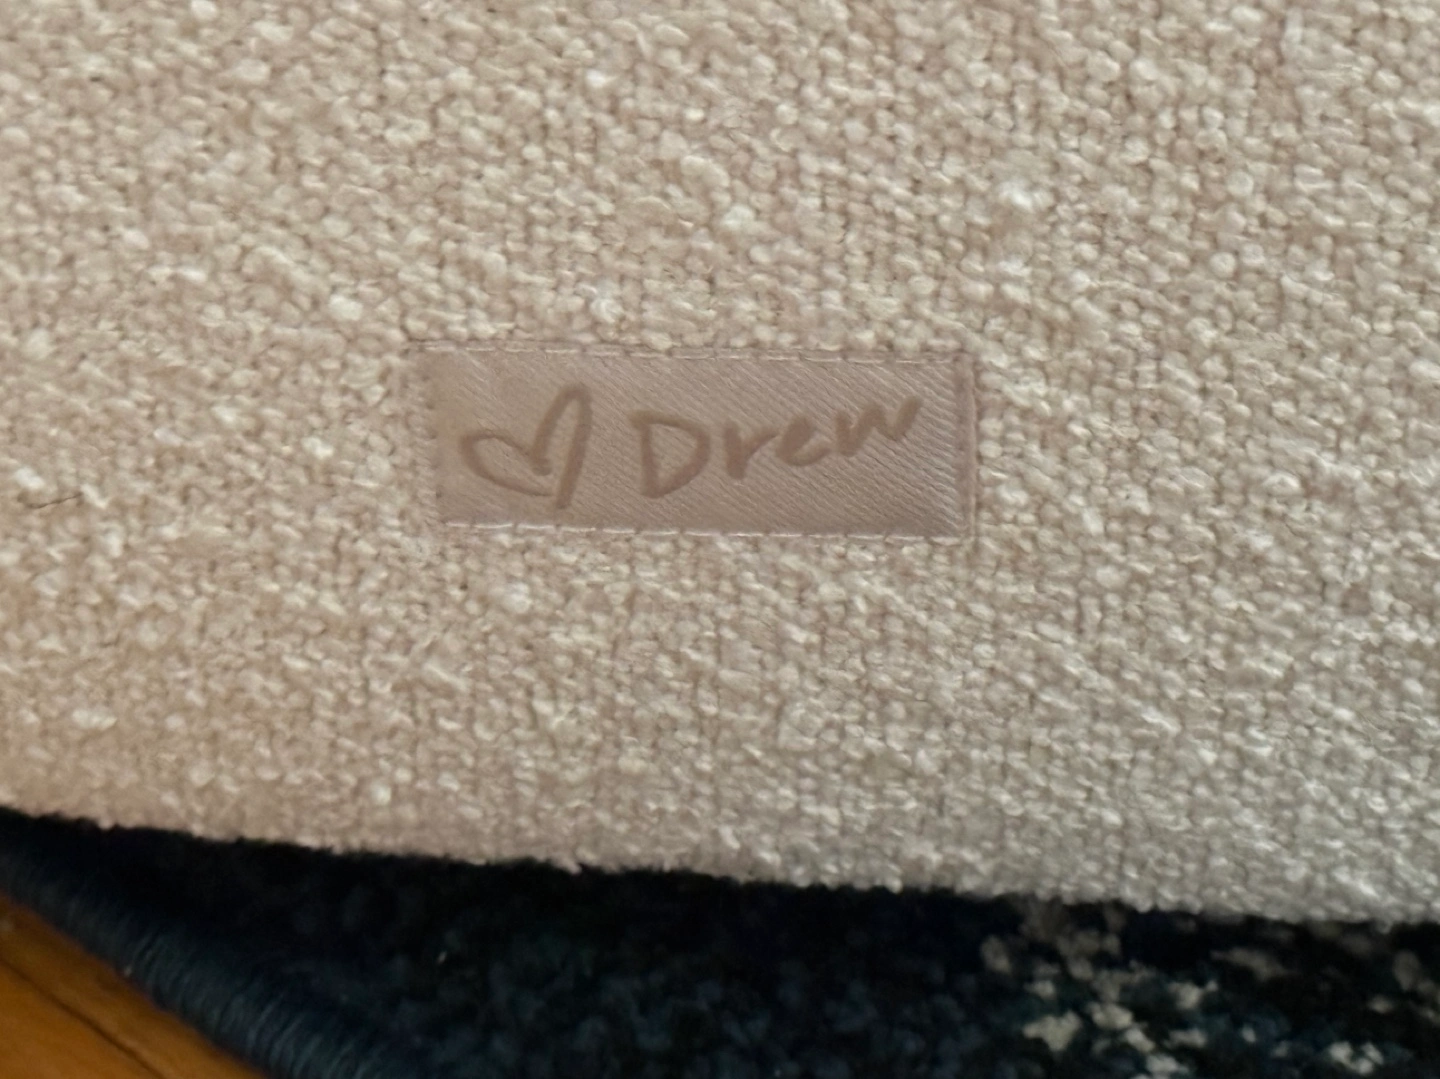 ♡ Drew